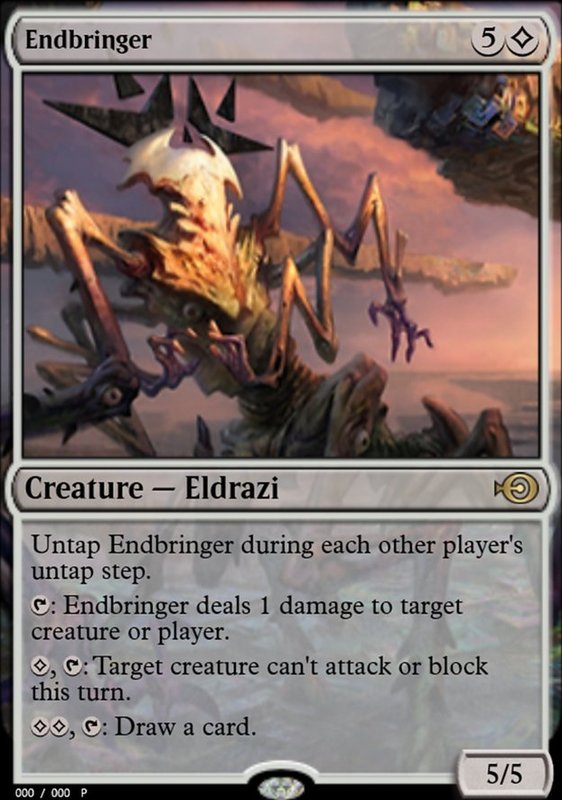 Endbringer 5
Creature — Eldrazi
Untap Endbringer during each other player's
untap step.
: Endbringer deals 1 damage to target
creature or player.
, : Target creature can't attack or block
this turn.
, : Draw a card.
5/5
000 / 000 P